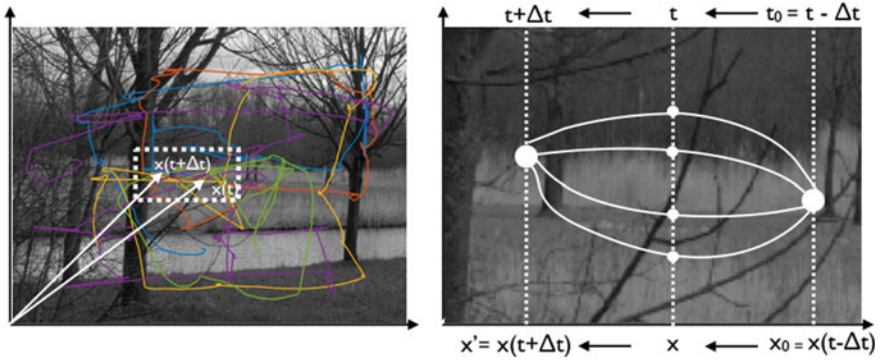 x(t+Δt)
x(t)
t+Δt ← t ← t₀ = t - Δt
x' = x(t+Δt) ← x ← x₀ = x(t-Δt)